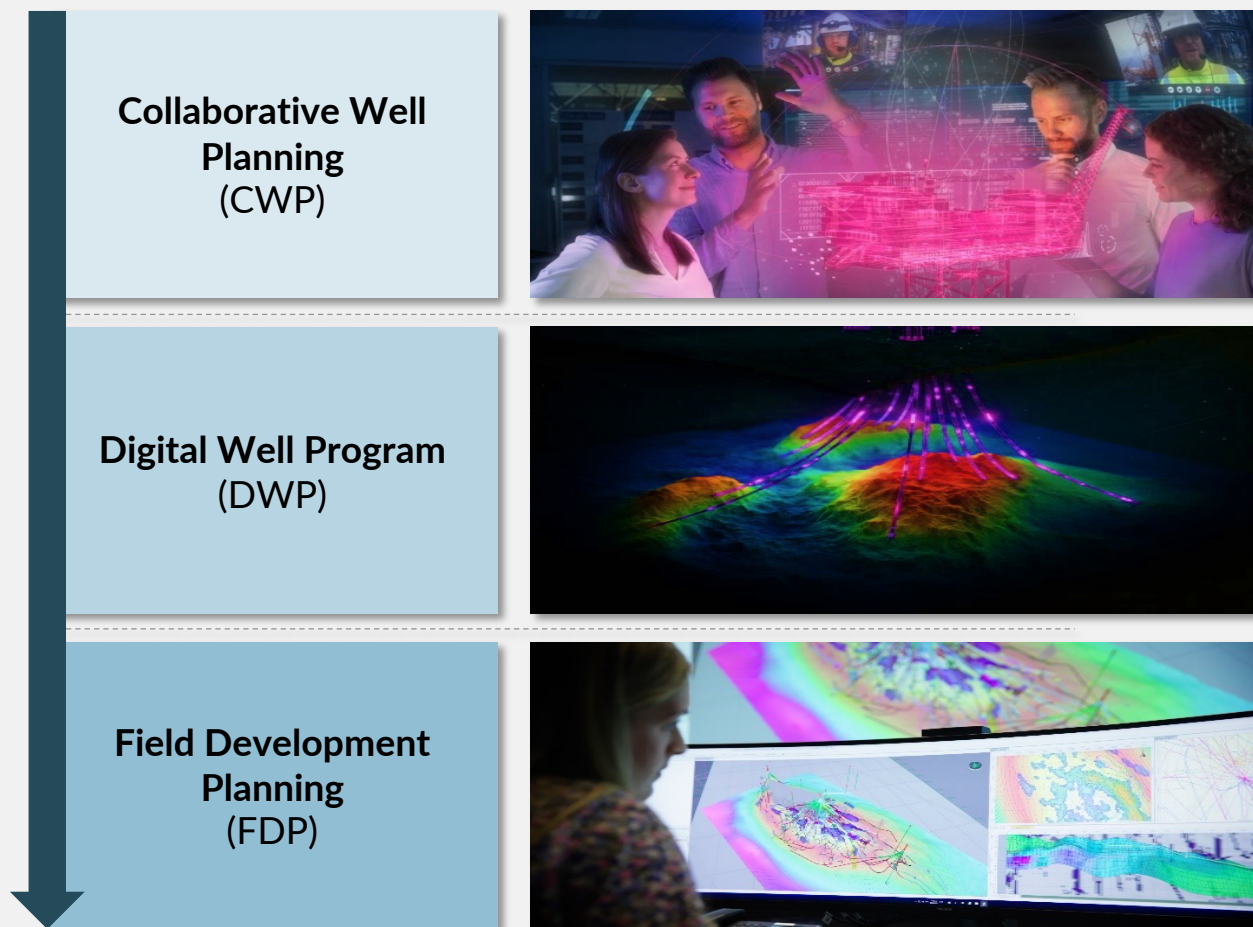 Collaborative Well
Planning
(CWP)
Digital Well Program
(DWP)
Field Development
Planning
(FDP)